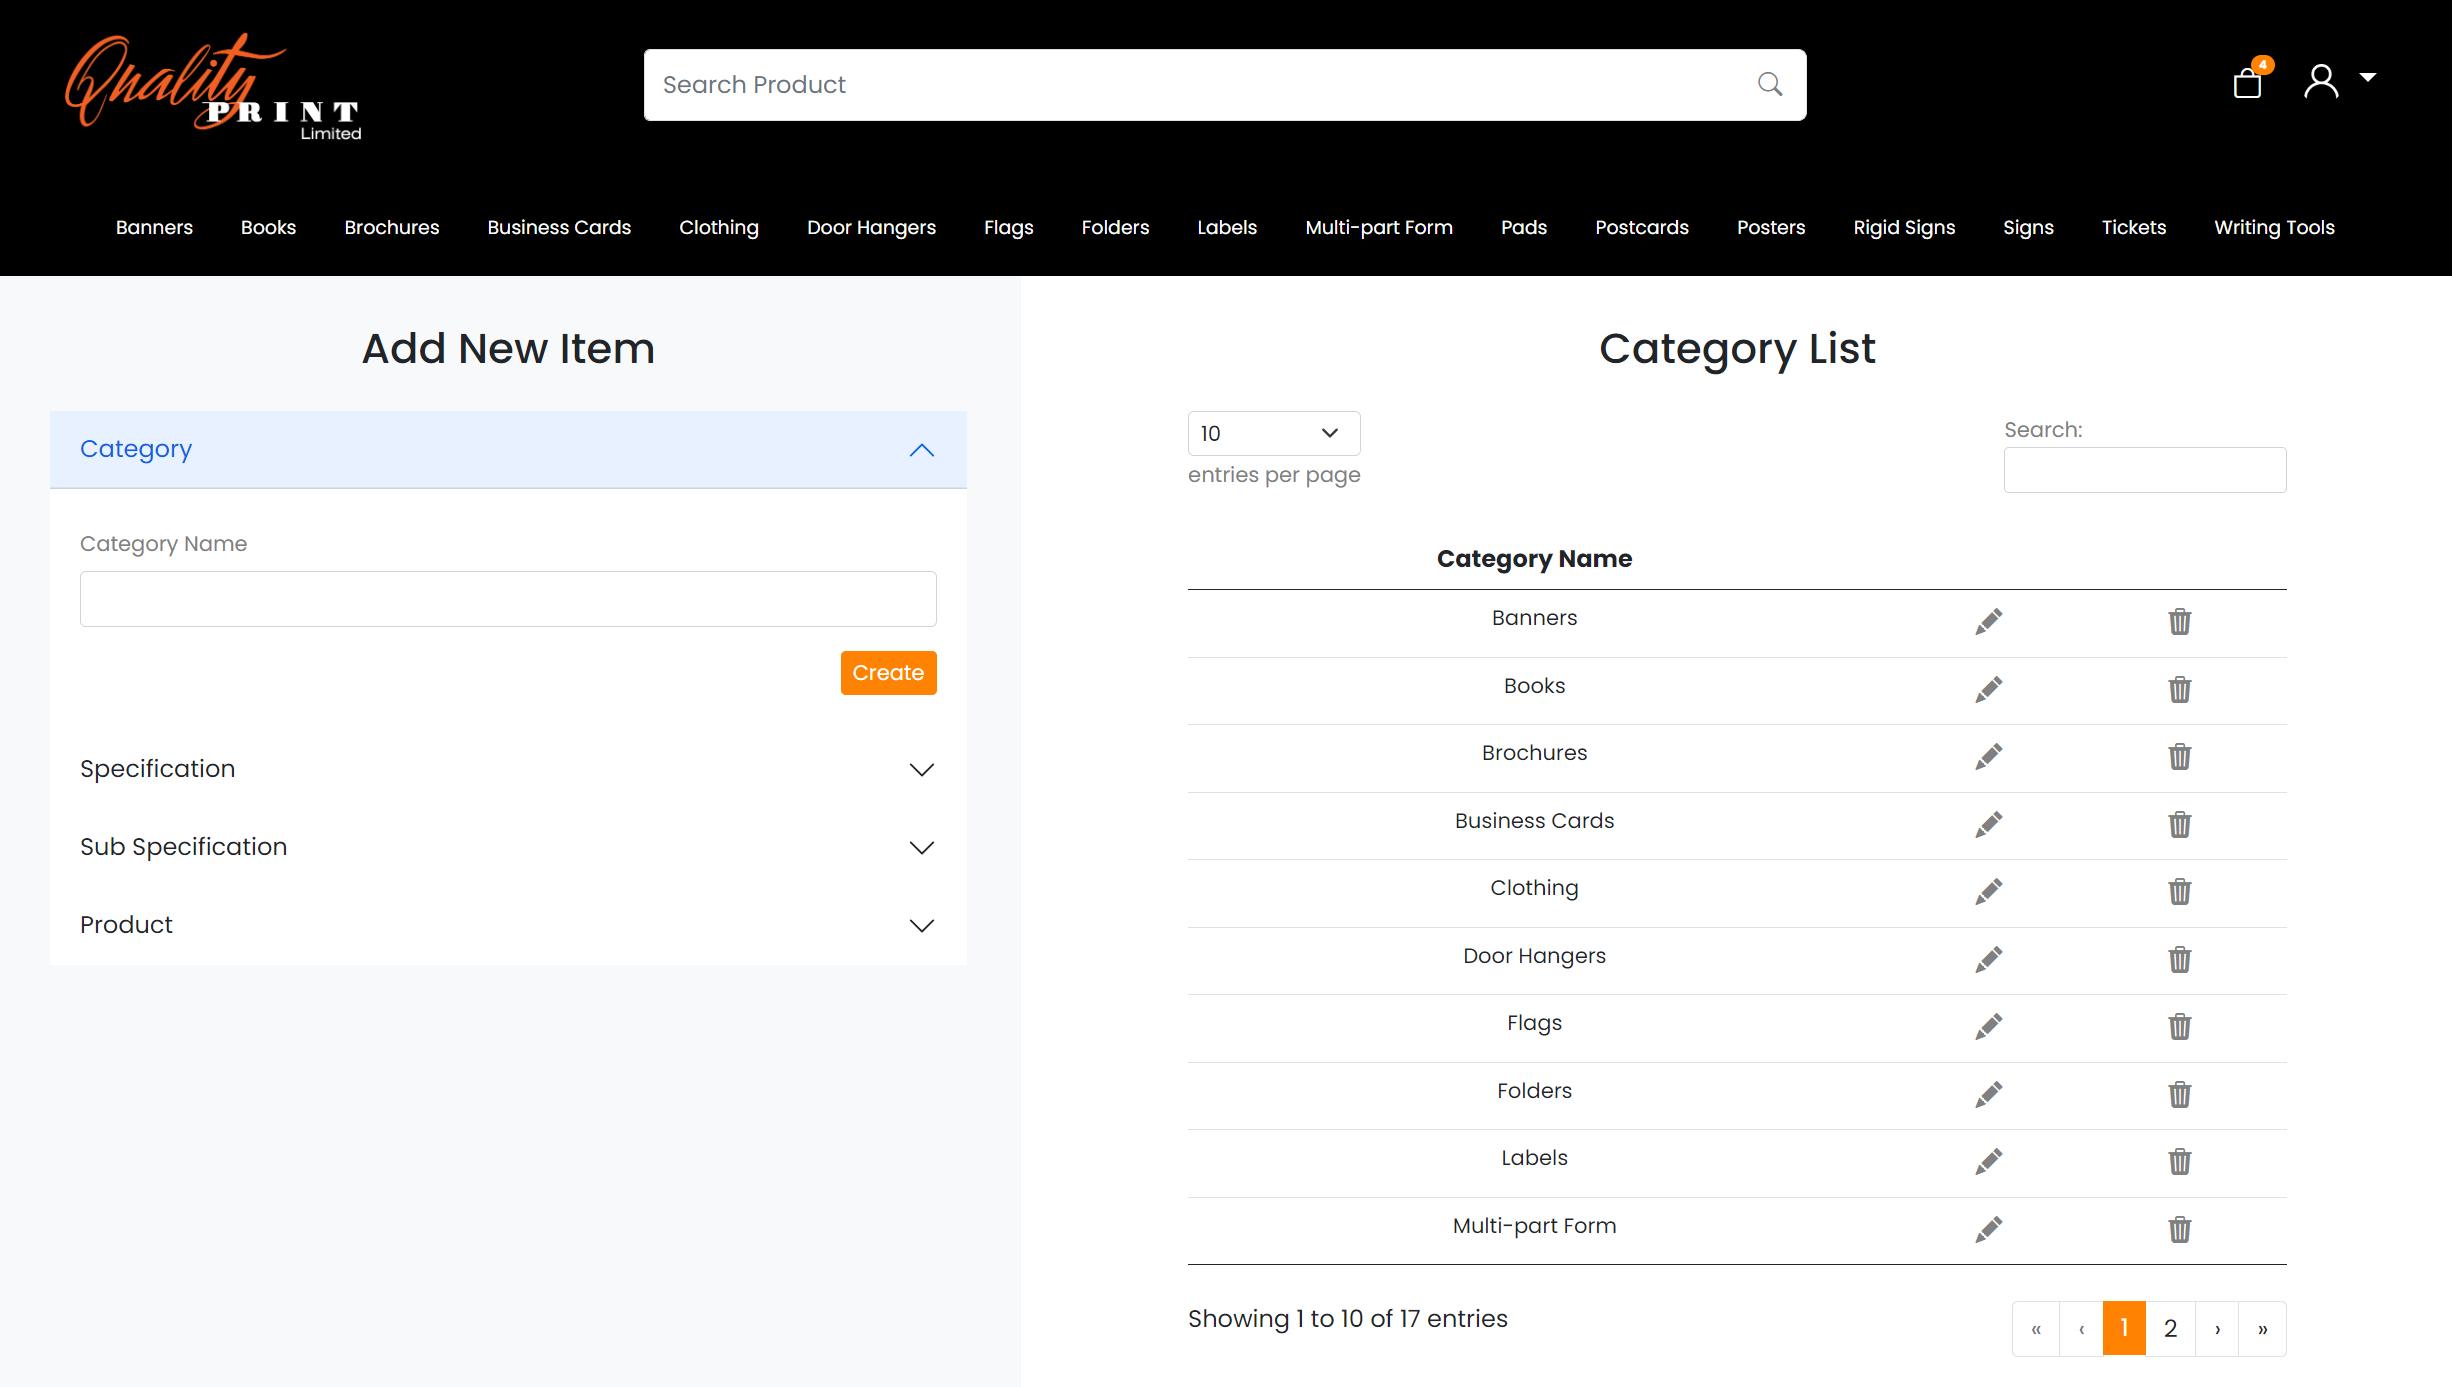 Quality
PRINT
Limited
Search Product
4
Banners Books Brochures Business Cards Clothing Door Hangers Flags Folders Labels Multi-part Form Pads Postcards Posters Rigid Signs Signs Tickets Writing Tools
Add New Item
Category
Category Name
Create
Specification
Sub Specification
Product
Category List
10
entries per page
Search:
Category Name
Banners
Books
Brochures
Business Cards
Clothing
Door Hangers
Flags
Folders
Labels
Multi-part Form
Showing 1 to 10 of 17 entries
« ‹ 1 2 › »